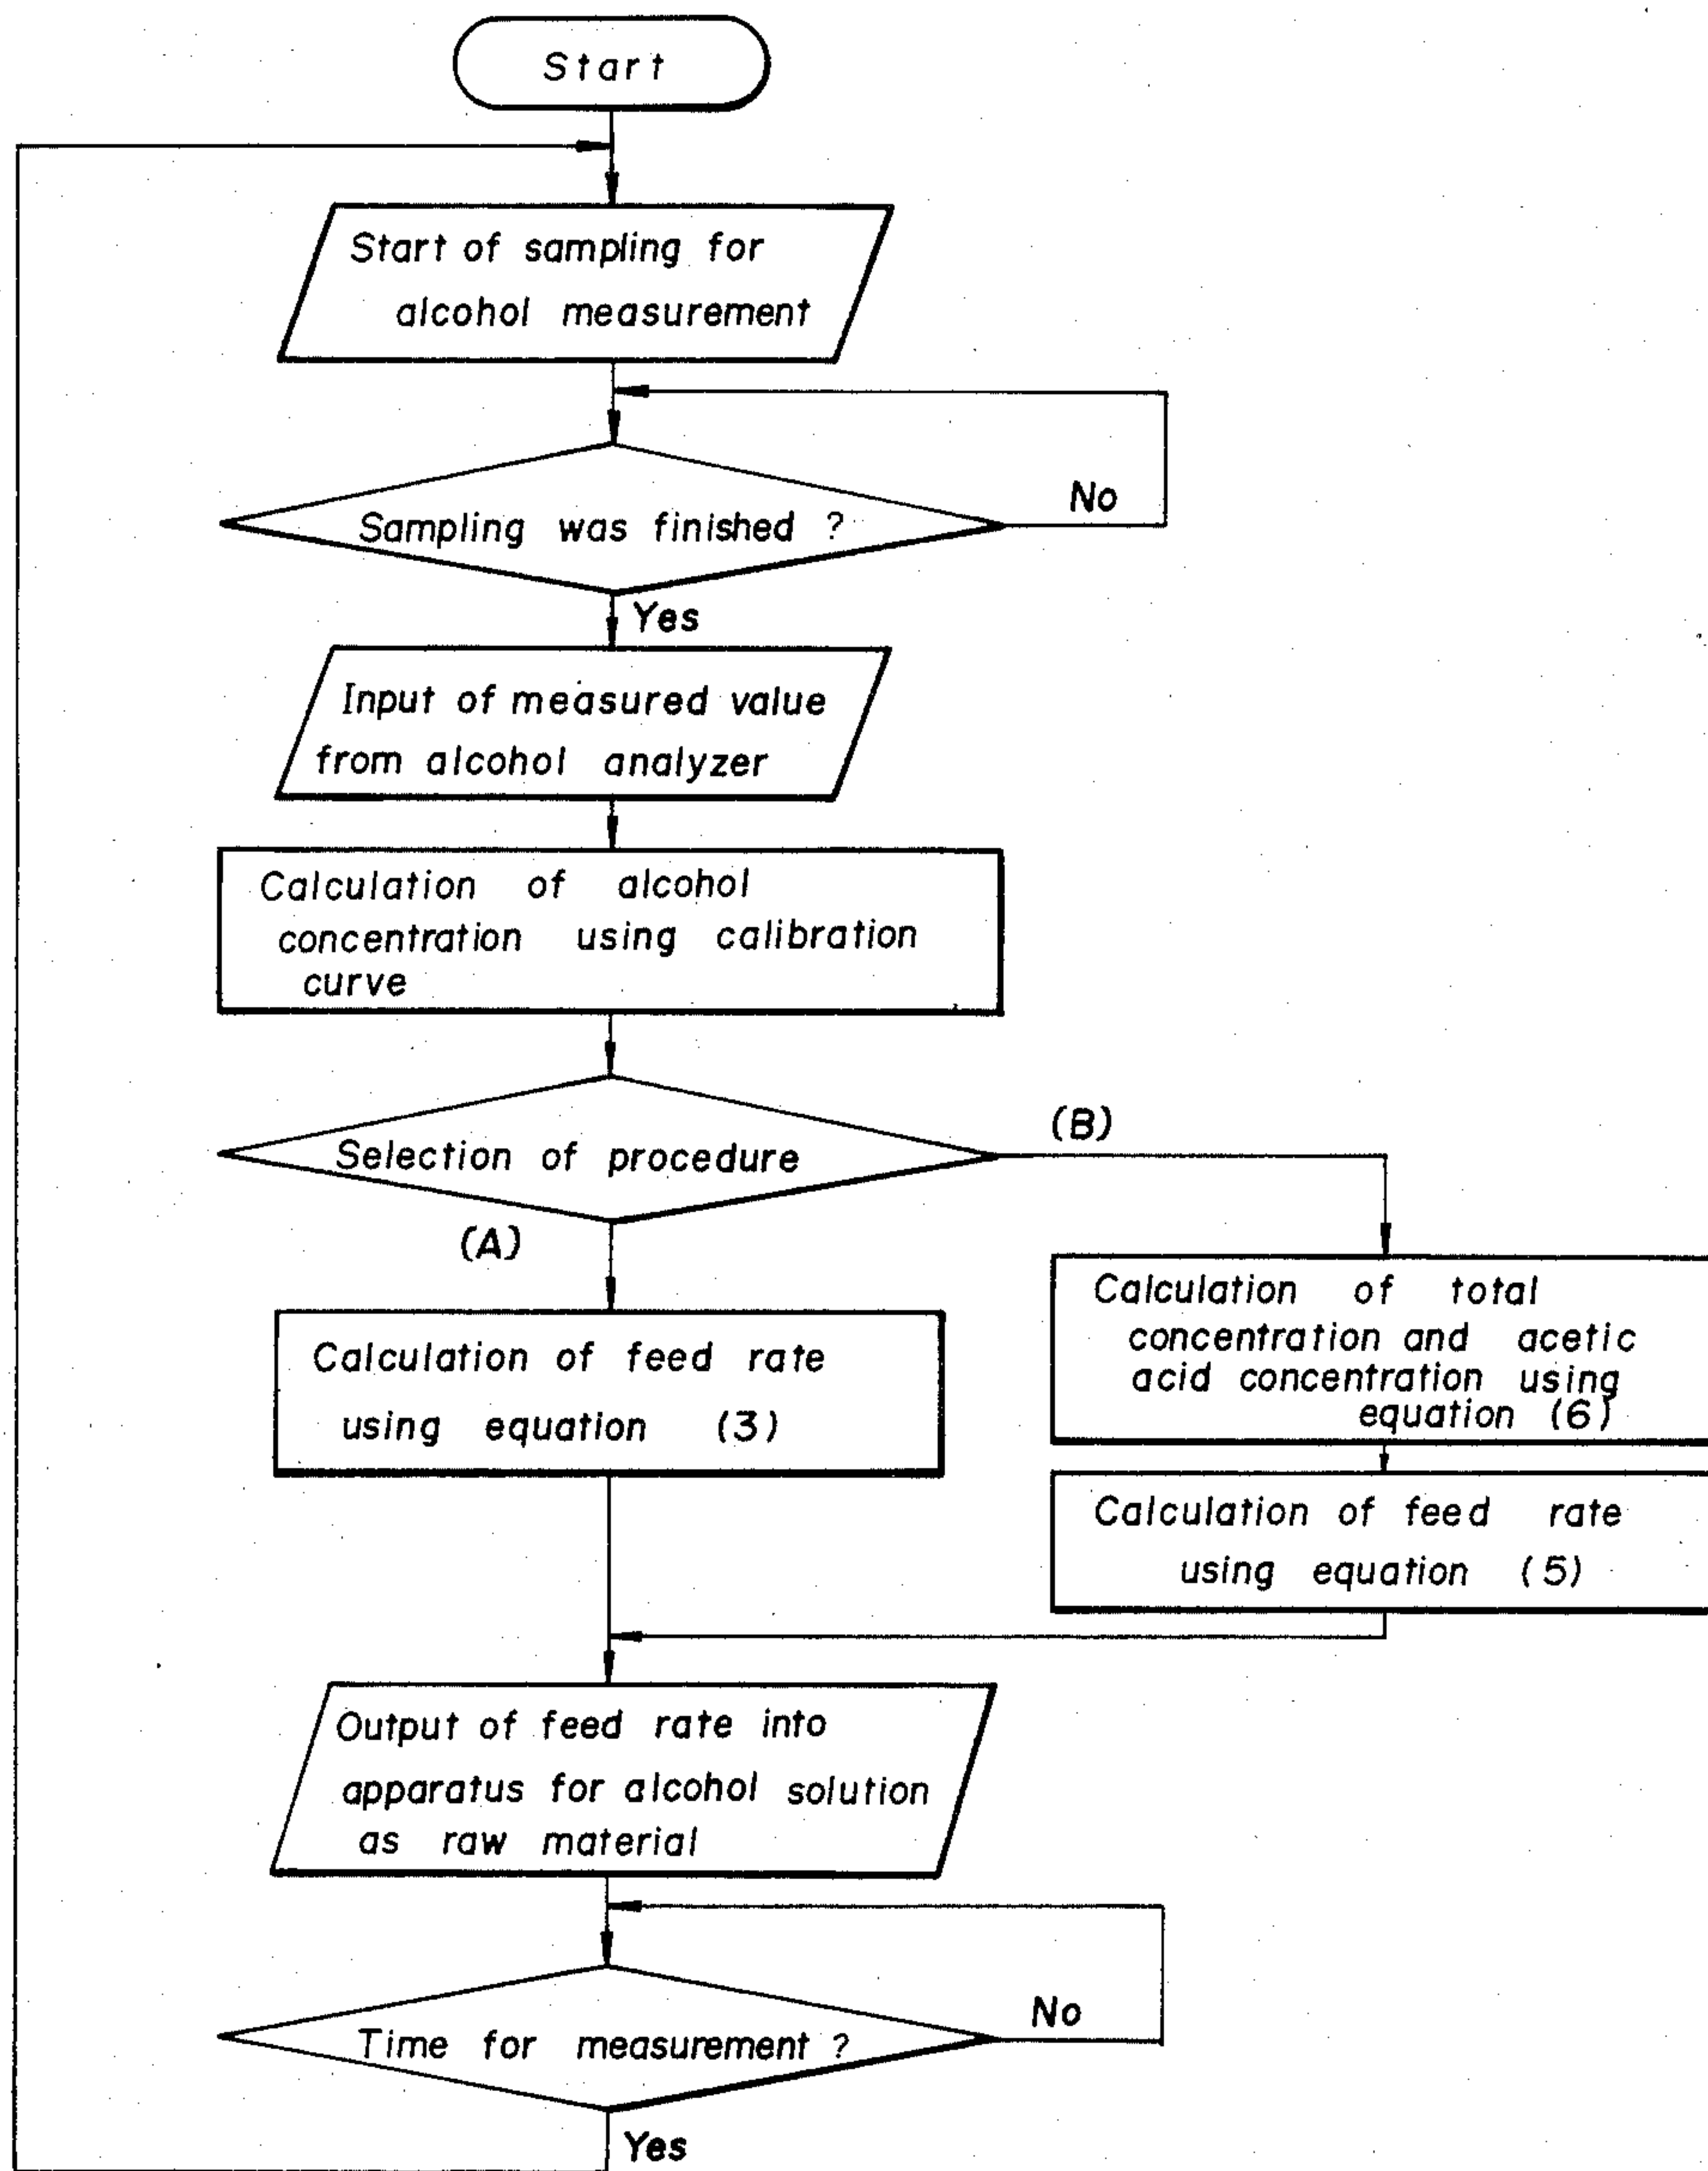 Start
Start of sampling for
alcohol measurement
Sampling was finished ?
No
Yes
Input of measured value
from alcohol analyzer
Calculation of alcohol
concentration using calibration
curve
Selection of procedure
(B)
(A)
Calculation of feed rate
using equation (3)
Calculation of total
concentration and acetic
acid concentration using
equation (6)
Calculation of feed rate
using equation (5)
Output of feed rate into
apparatus for alcohol solution
as raw material
Time for measurement ?
No
Yes